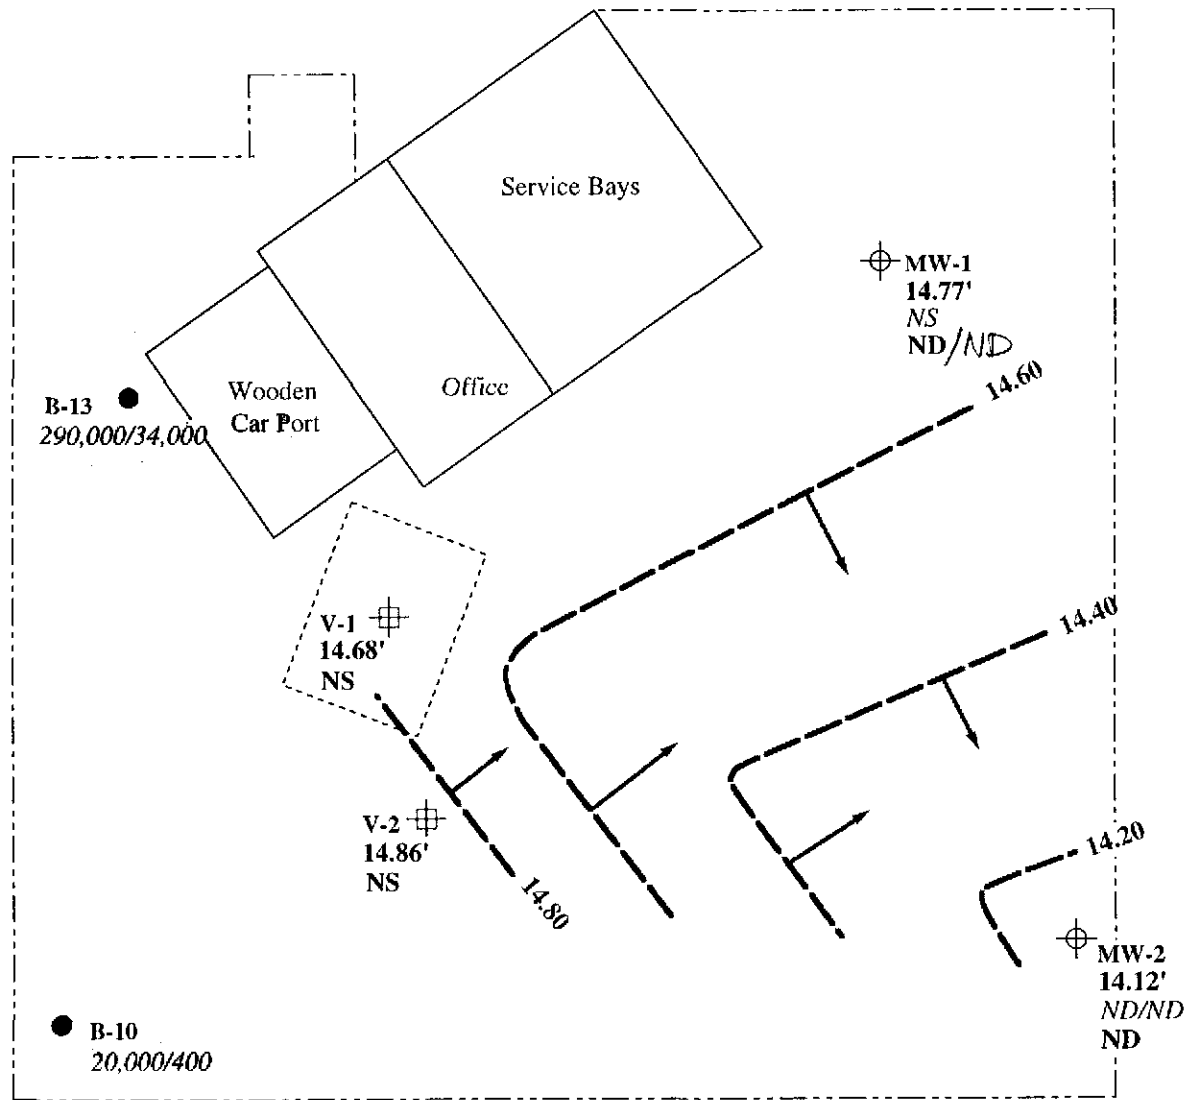 Service Bays
MW-1
14.77'
NS
ND/ND
14.60
Office
Wooden
Car Port
B-13
290,000/34,000
V-1
14.68'
NS
14.40
V-2
14.86'
NS
14.80
14.20
MW-2
14.12'
ND/ND
ND
B-10
20,000/400